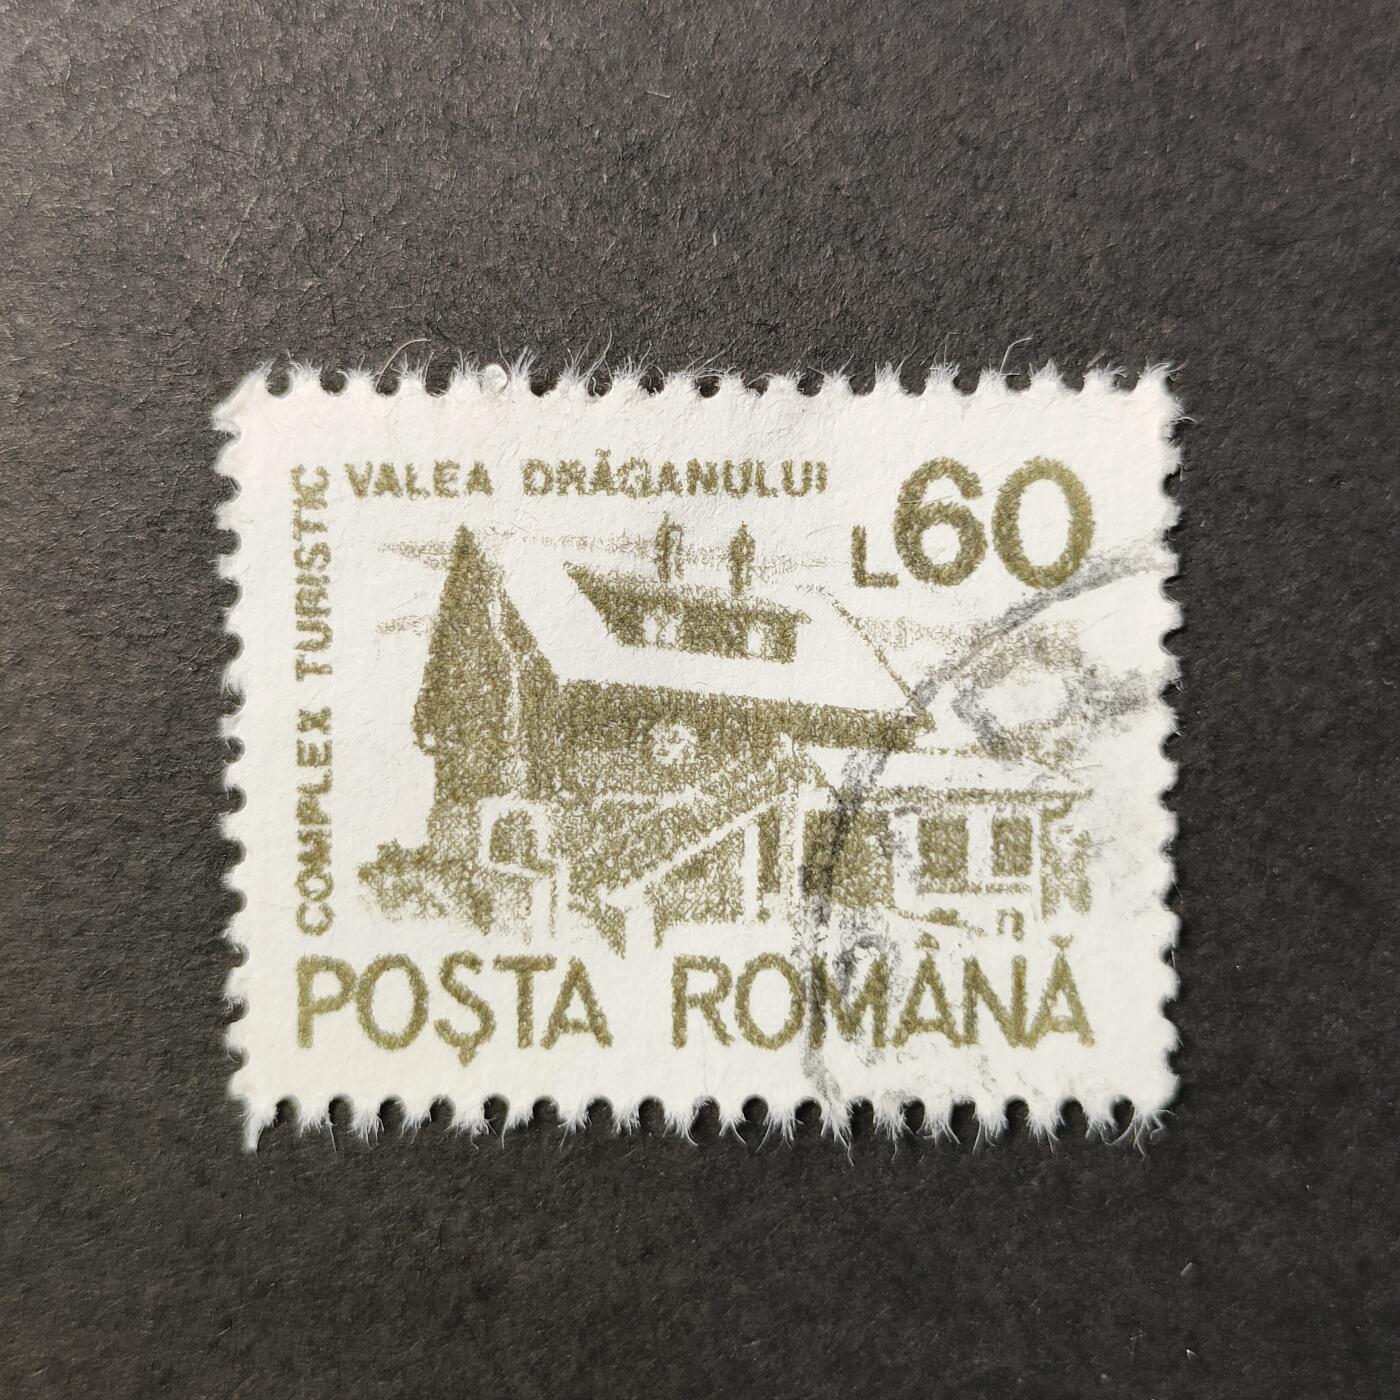 COMPLEX TURISTIC
VALEA DRĂGANULUI
L60
POȘTA ROMÂNĂ